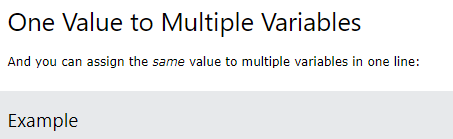 One Value to Multiple Variables
And you can assign the same value to multiple variables in one line:
Example